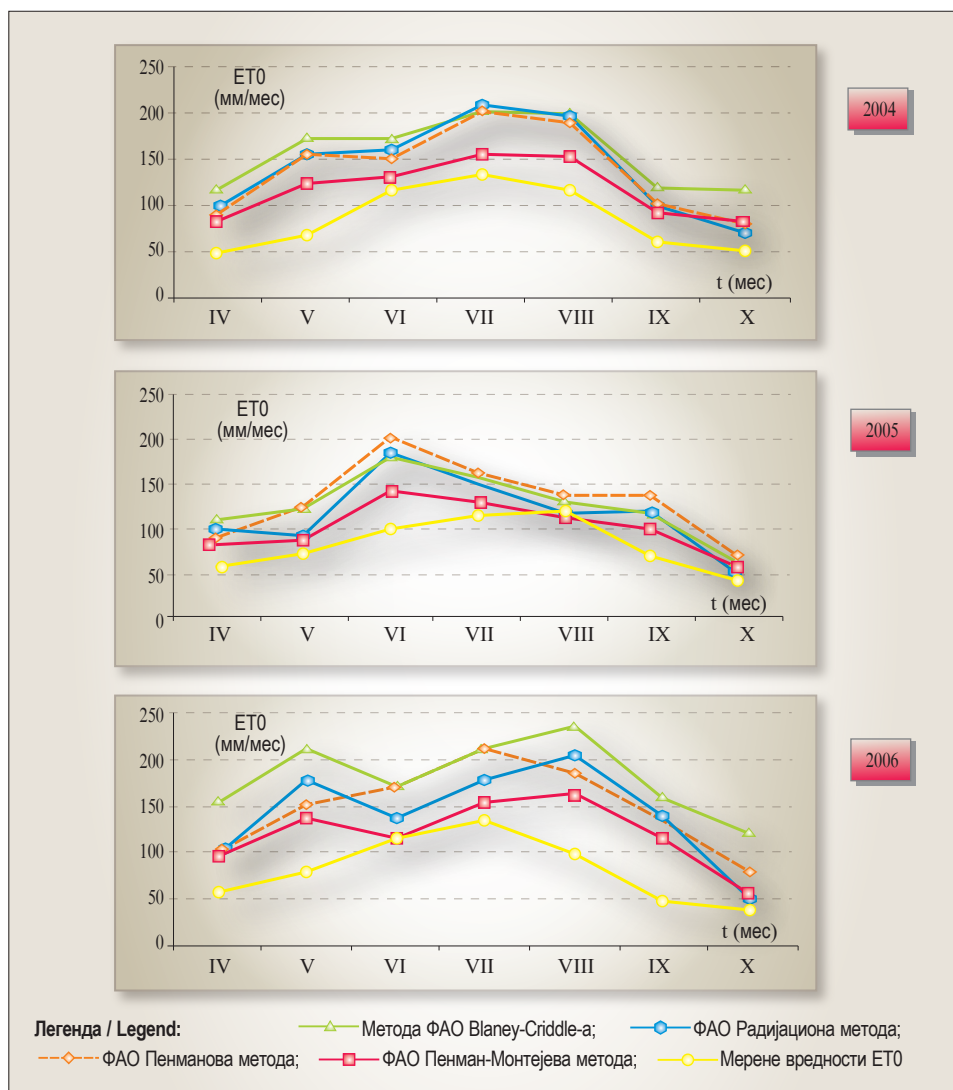 250
200
150
100
50
0
ET0
(мм/мес)
t (мес)
IV V VI VII VIII IX X
2004
250
200
150
100
50
0
ET0
(мм/мес)
t (мес)
IV V VI VII VIII IX X
2005
250
200
150
100
50
0
ET0
(мм/мес)
t (мес)
IV V VI VII VIII IX X
2006
Легенда / Legend: Метода ФАО Blaney-Criddle-a; ФАО Радијациона метода;
ФАО Пенманова метода; ФАО Пенман-Монтејева метода; Мерене вредности ET0